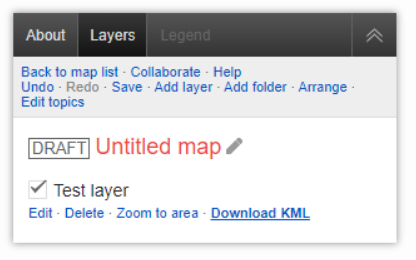 About Layers Legend
Back to map list · Collaborate · Help
Undo · Redo · Save · Add layer · Add folder · Arrange ·
Edit topics
DRAFT Untitled map
Test layer
Edit · Delete · Zoom to area · Download KML